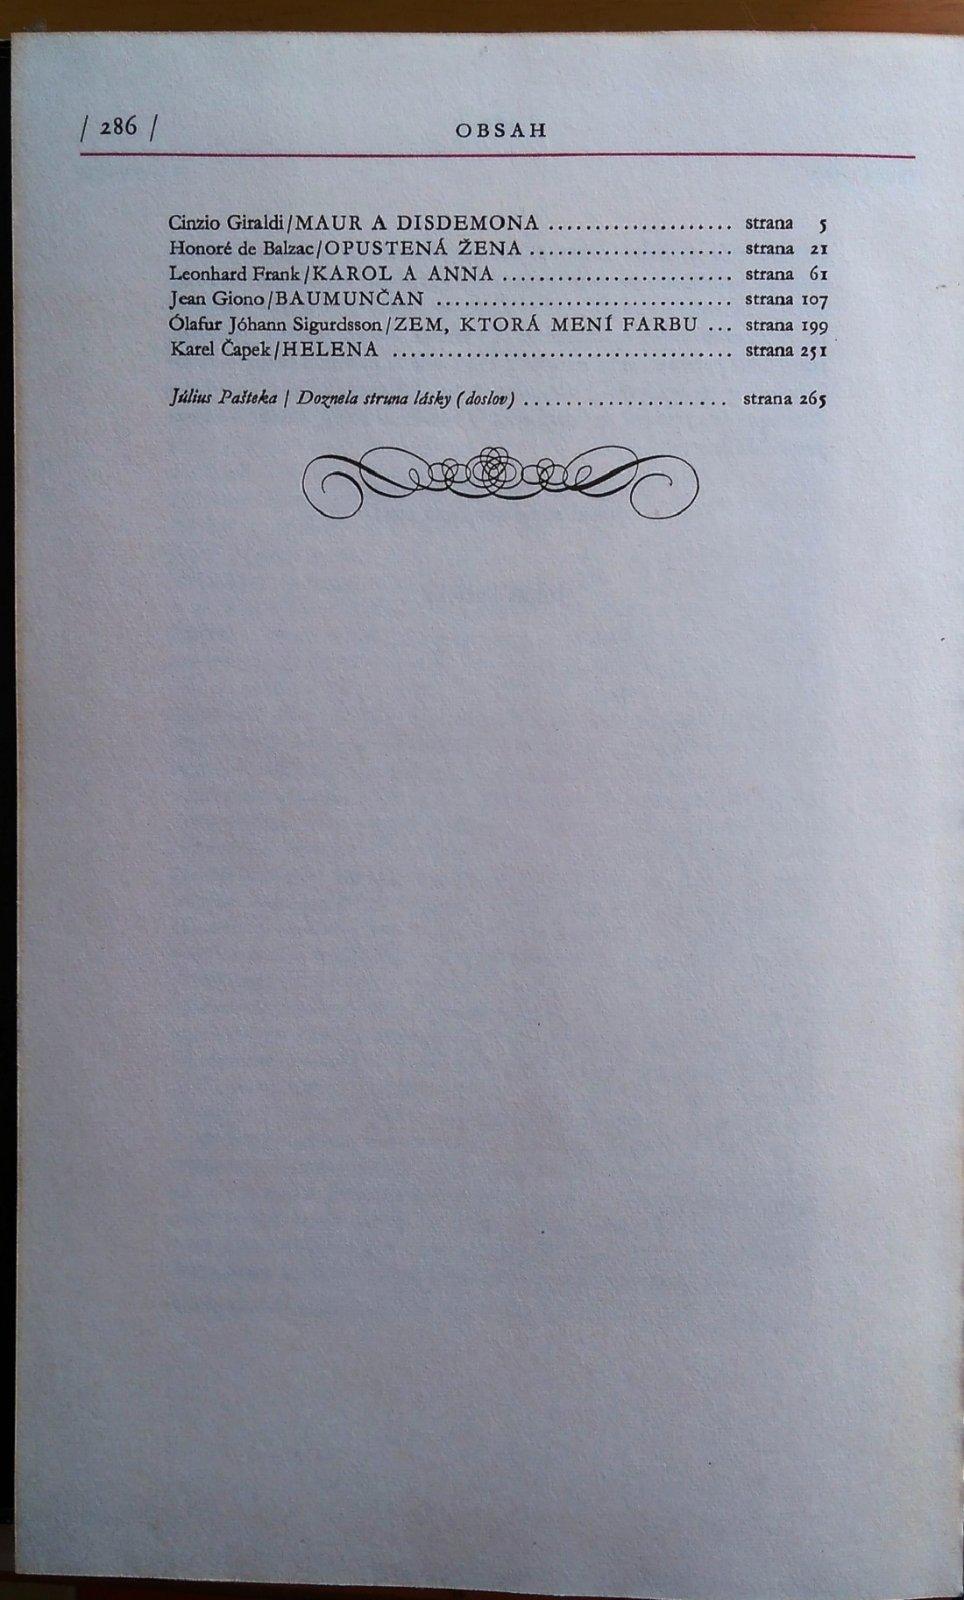 / 286 /
OBSAH
Cinzio Giraldi/MAUR A DISDEMONA .................... strana 5
Honoré de Balzac/OPUSTENÁ ŽENA ...................... strana 21
Leonhard Frank/KAROL A ANNA ......................... strana 61
Jean Giono/BAUMUNČAN ................................ strana 107
Ólafur Jóhann Sigurdsson/ZEM, KTORÁ MENÍ FARBU ... strana 199
Karel Čapek/HELENA ..................................... strana 251
Július Pašteka / Doznela struna lásky (doslov) .................... strana 265